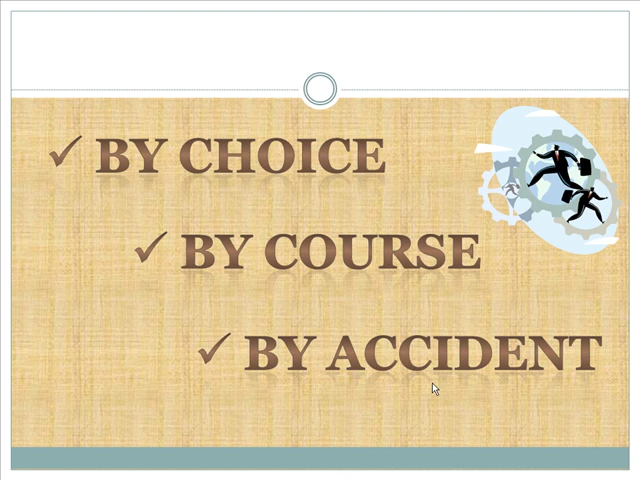 ✓ BY CHOICE
✓ BY COURSE
✓ BY ACCIDENT